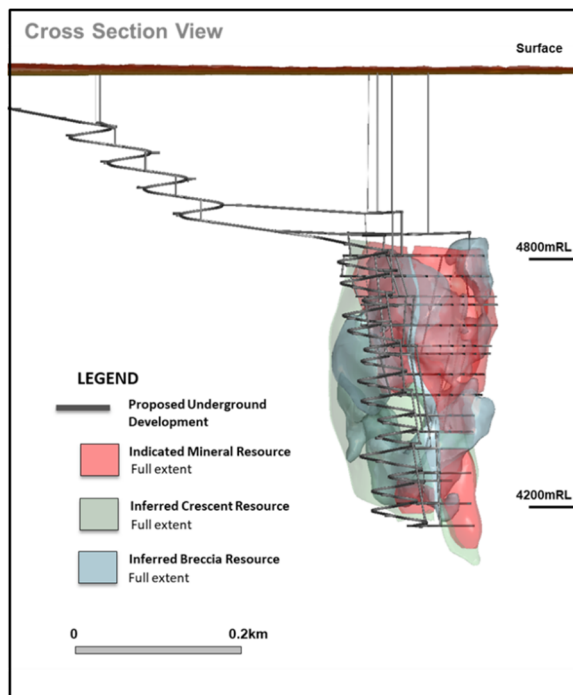 Cross Section View
Surface
4800mRL
LEGEND
Proposed Underground
Development
Indicated Mineral Resource
Full extent
Inferred Crescent Resource
Full extent
4200mRL
Inferred Breccia Resource
Full extent
0
0.2km